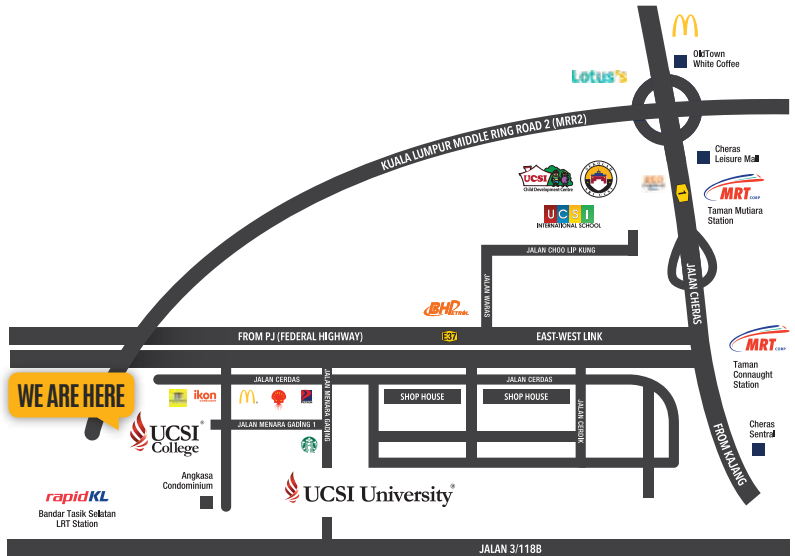 OldTown
White Coffee
Lotus's
KUALA LUMPUR MIDDLE RING ROAD 2 (MRR2)
Cheras
Leisure Mall
UCSI
Child Development Centre
1
MRT CORP
Taman Mutiara
Station
UCSI
INTERNATIONAL SCHOOL
JALAN CHOO LIP KUNG
JALAN WARAS
JALAN CHERAS
BHPetrol
FROM PJ (FEDERAL HIGHWAY)
E37
EAST-WEST LINK
MRT CORP
Taman
Connaught
Station
WE ARE HERE
JALAN CERDAS
JALAN CERDAS
ikon
JALAN MENARA GADING
SHOP HOUSE
SHOP HOUSE
JALAN CERDIK
UCSI
College
JALAN MENARA GADING 1
Cheras
Sentral
FROM KAJANG
Angkasa
Condominium
UCSI University
rapidKL
Bandar Tasik Selatan
LRT Station
JALAN 3/118B